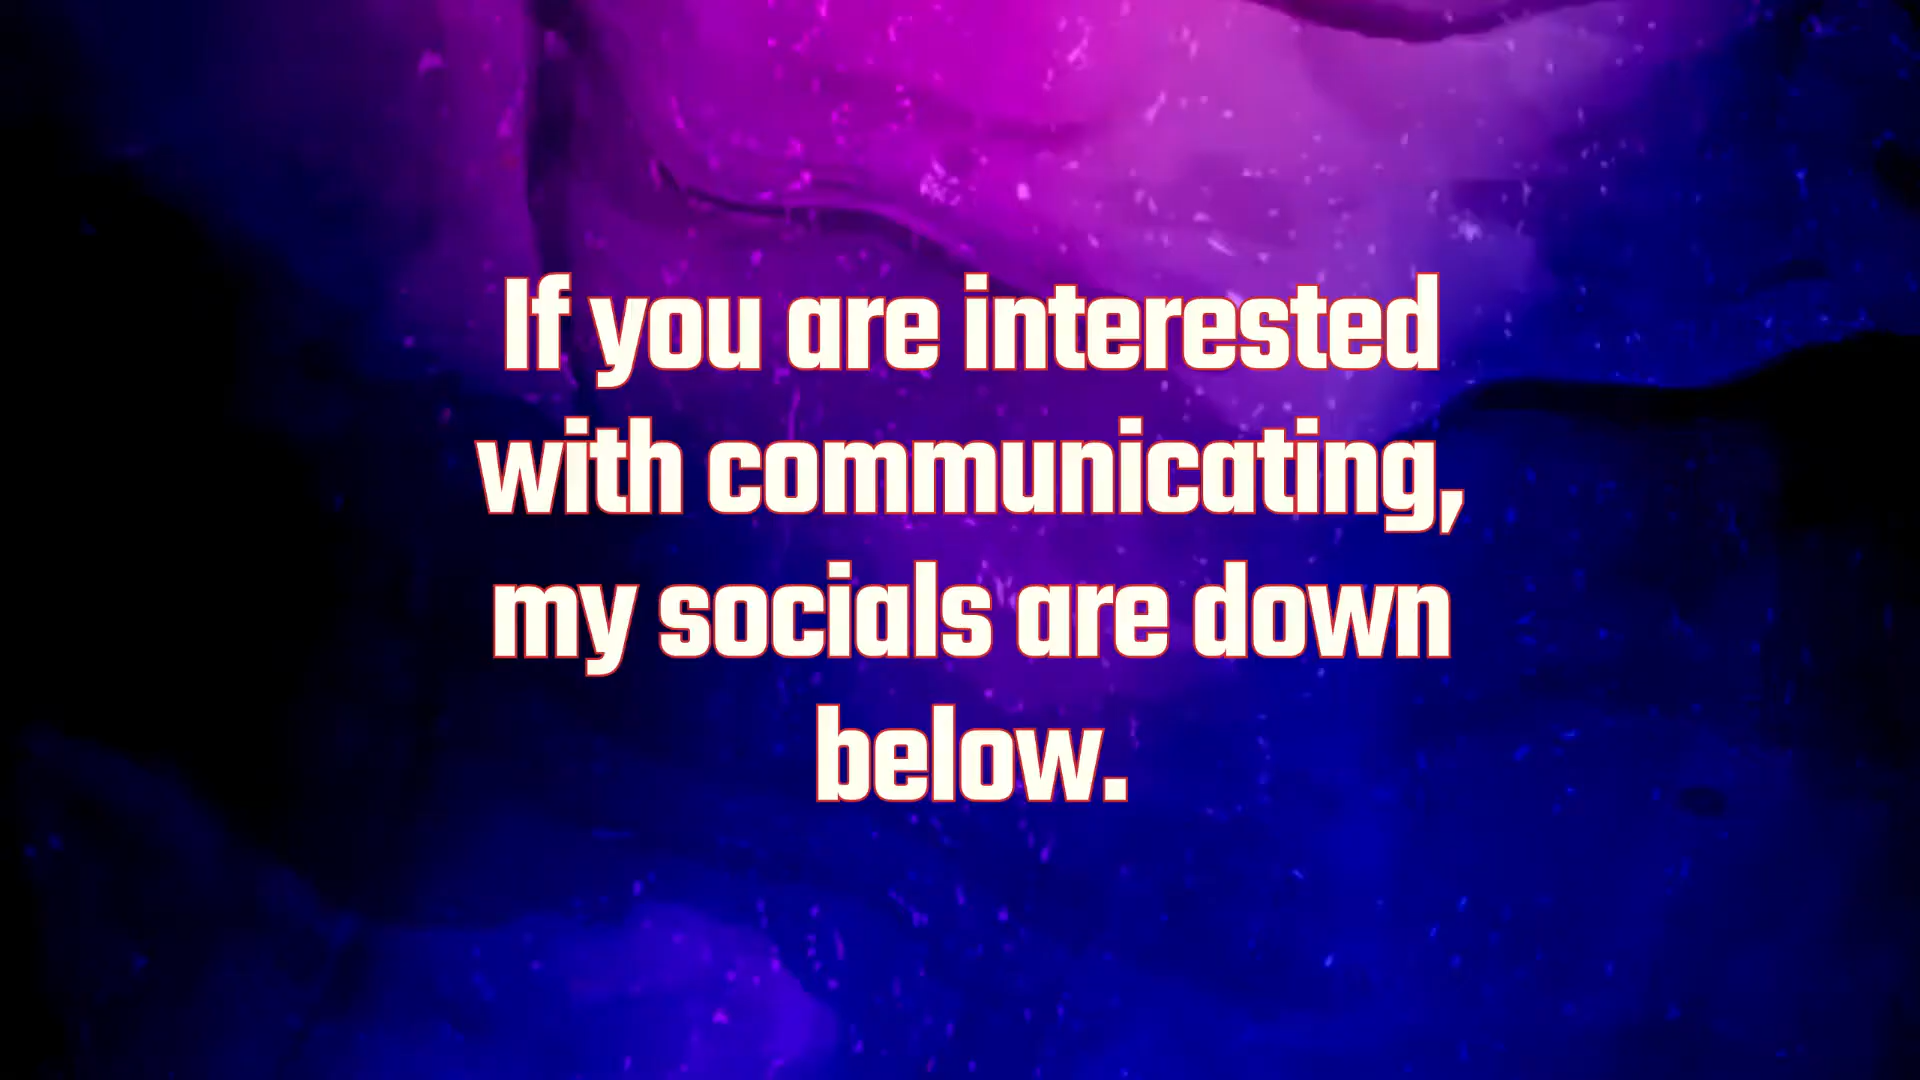 If you are interested
with communicating,
my socials are down
below.